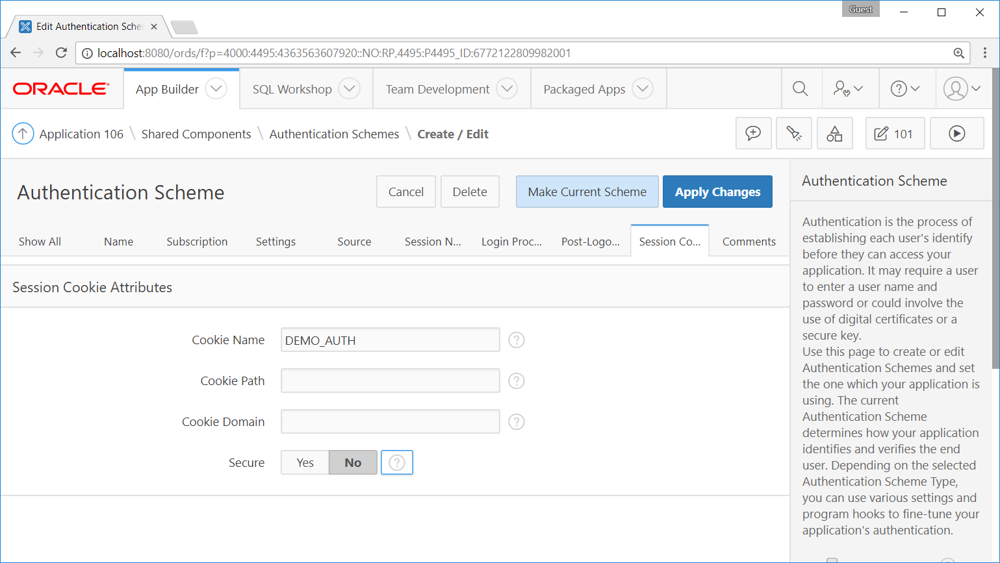 Guest
Edit Authentication Sche
localhost:8080/ords/f?p=4000:4495:4363563607920::NO:RP,4495:P4495_ID:6772122809982001
ORACLE App Builder SQL Workshop Team Development Packaged Apps
Application 106 \ Shared Components \ Authentication Schemes \ Create / Edit 101
Authentication Scheme
Cancel Delete Make Current Scheme Apply Changes
Show All Name Subscription Settings Source Session N... Login Proc... Post-Logo... Session Co... Comments
Session Cookie Attributes
Cookie Name DEMO_AUTH ?
Cookie Path ?
Cookie Domain ?
Secure Yes No ?
Authentication Scheme
Authentication is the process of
establishing each user's identify
before they can access your
application. It may require a user
to enter a user name and
password or could involve the
use of digital certificates or a
secure key.
Use this page to create or edit
Authentication Schemes and set
the one which your application is
using. The current
Authentication Scheme
determines how your application
identifies and verifies the end
user. Depending on the selected
Authentication Scheme Type,
you can use various settings and
program hooks to fine-tune your
application's authentication.